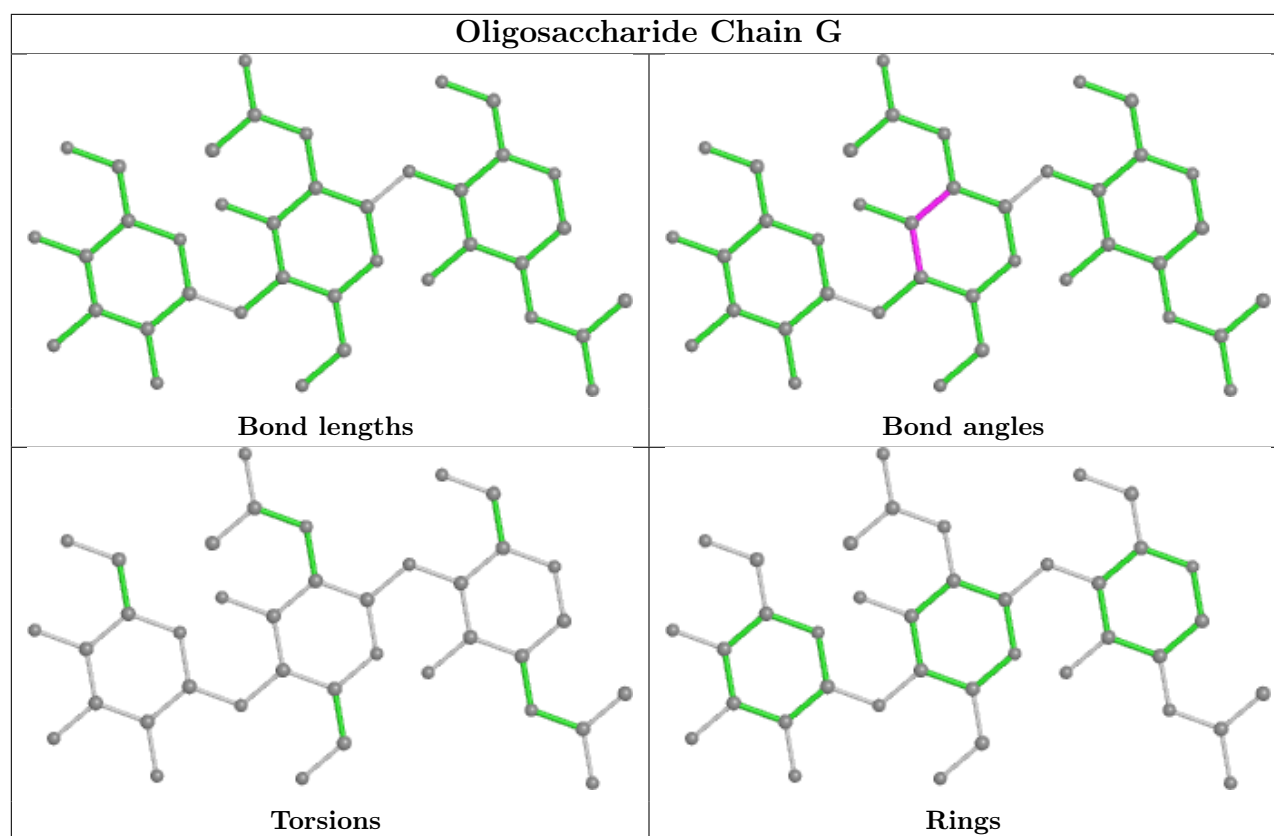 Oligosaccharide Chain G
Bond lengths
Bond angles
Torsions
Rings